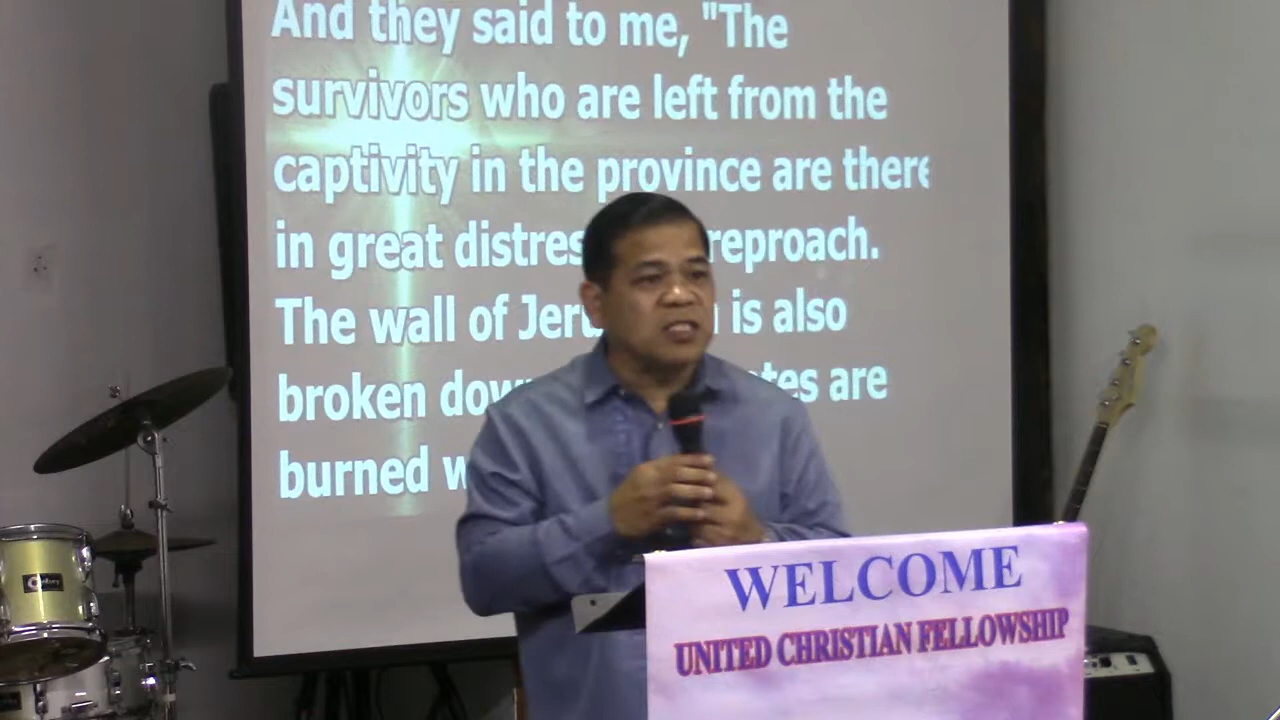 And they said to me, "The
survivors who are left from the
captivity in the province are there
in great distres reproach.
The wall of Jeru is also
broken dow tes are
burned w
WELCOME
UNITED CHRISTIAN FELLOWSHIP